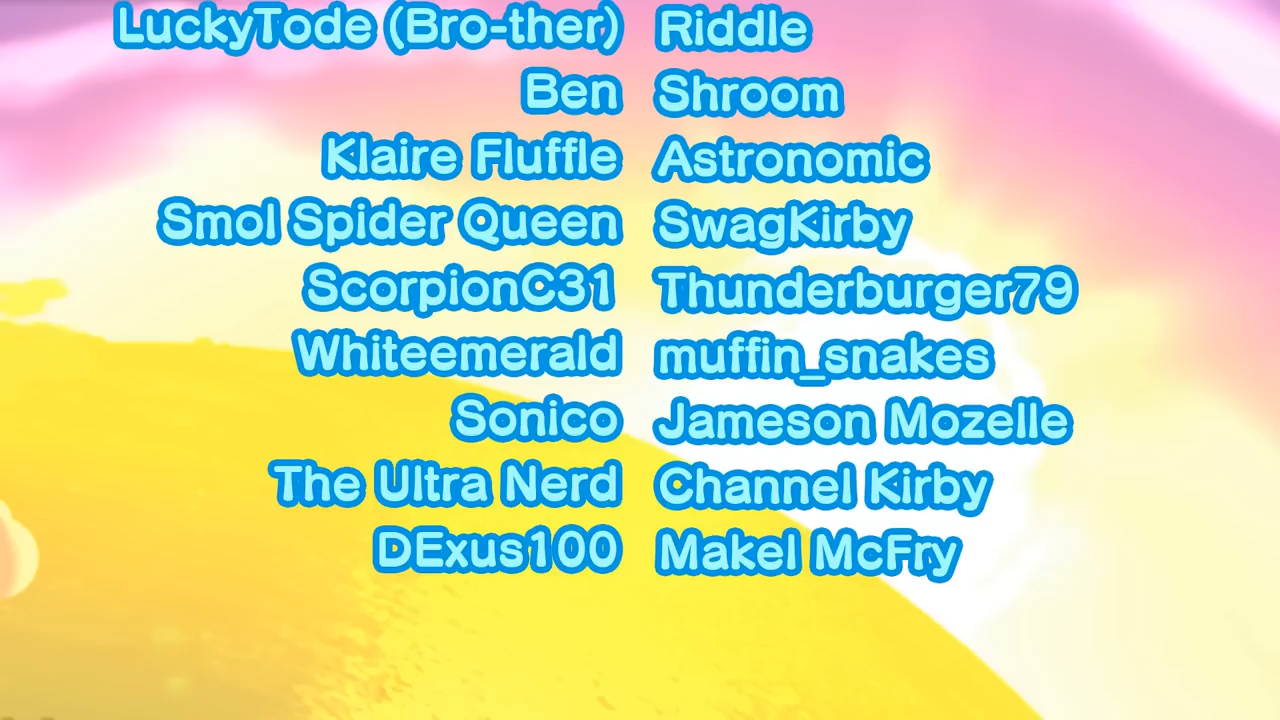 LuckyTode (Bro-ther) Riddle
Ben Shroom
Klaire Fluffle Astronomic
Smol Spider Queen SwagKirby
ScorpionC31 Thunderburger79
Whiteemerald muffin_snakes
Sonico Jameson Mozelle
The Ultra Nerd Channel Kirby
DExus100 Makel McFry